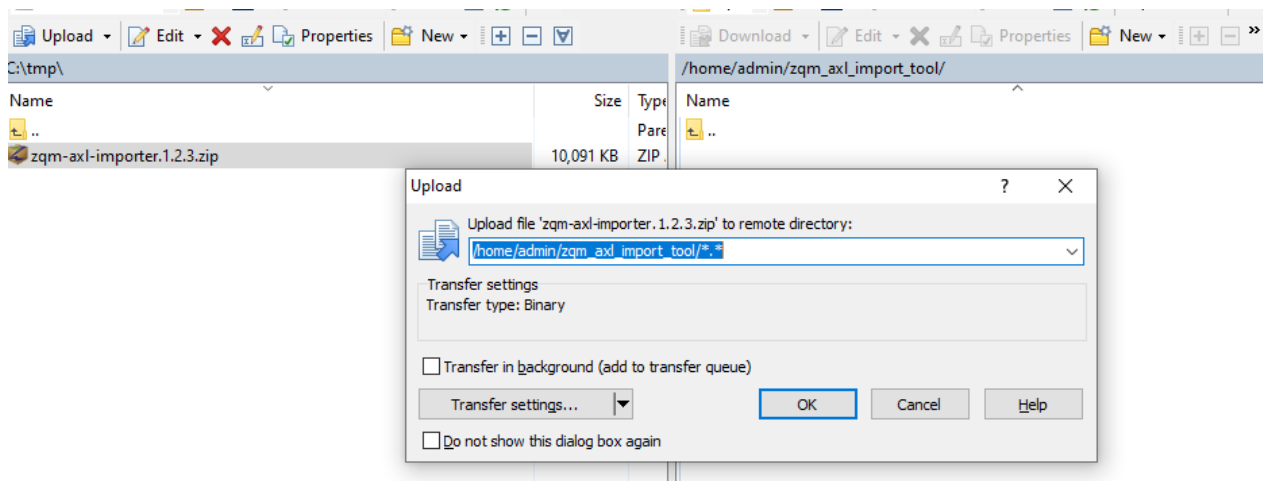 Upload Edit Properties New
Download Edit Properties New »
C:\tmp\
/home/admin/zqm_axl_import_tool/
Name Size Type
Name
.. Pare
..
zqm-axl-importer.1.2.3.zip 10,091 KB ZIP
Upload ? X
Upload file 'zqm-axl-importer.1.2.3.zip' to remote directory:
/home/admin/zqm_axl_import_tool/*.*
Transfer settings
Transfer type: Binary
Transfer in background (add to transfer queue)
Transfer settings... OK Cancel Help
Do not show this dialog box again